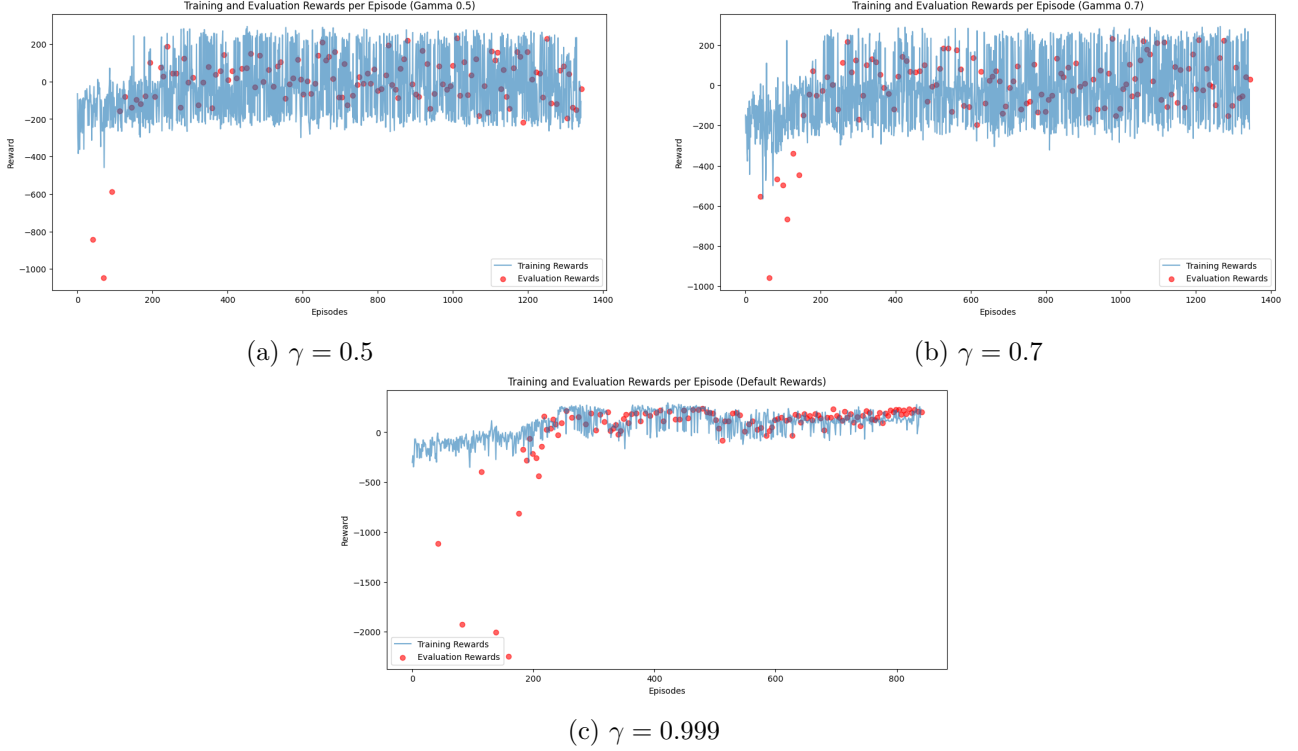 Training and Evaluation Rewards per Episode (Gamma 0.5)
200
0
−200
−400
−600
−800
−1000
Reward
0
200
400
600
800
1000
1200
1400
Episodes
Training Rewards
Evaluation Rewards
(a) γ = 0.5
Training and Evaluation Rewards per Episode (Gamma 0.7)
200
0
−200
−400
−600
−800
−1000
Reward
0
200
400
600
800
1000
1200
1400
Episodes
Training Rewards
Evaluation Rewards
(b) γ = 0.7
Training and Evaluation Rewards per Episode (Default Rewards)
0
−500
−1000
−1500
−2000
Reward
0
200
400
600
800
Episodes
Training Rewards
Evaluation Rewards
(c) γ = 0.999